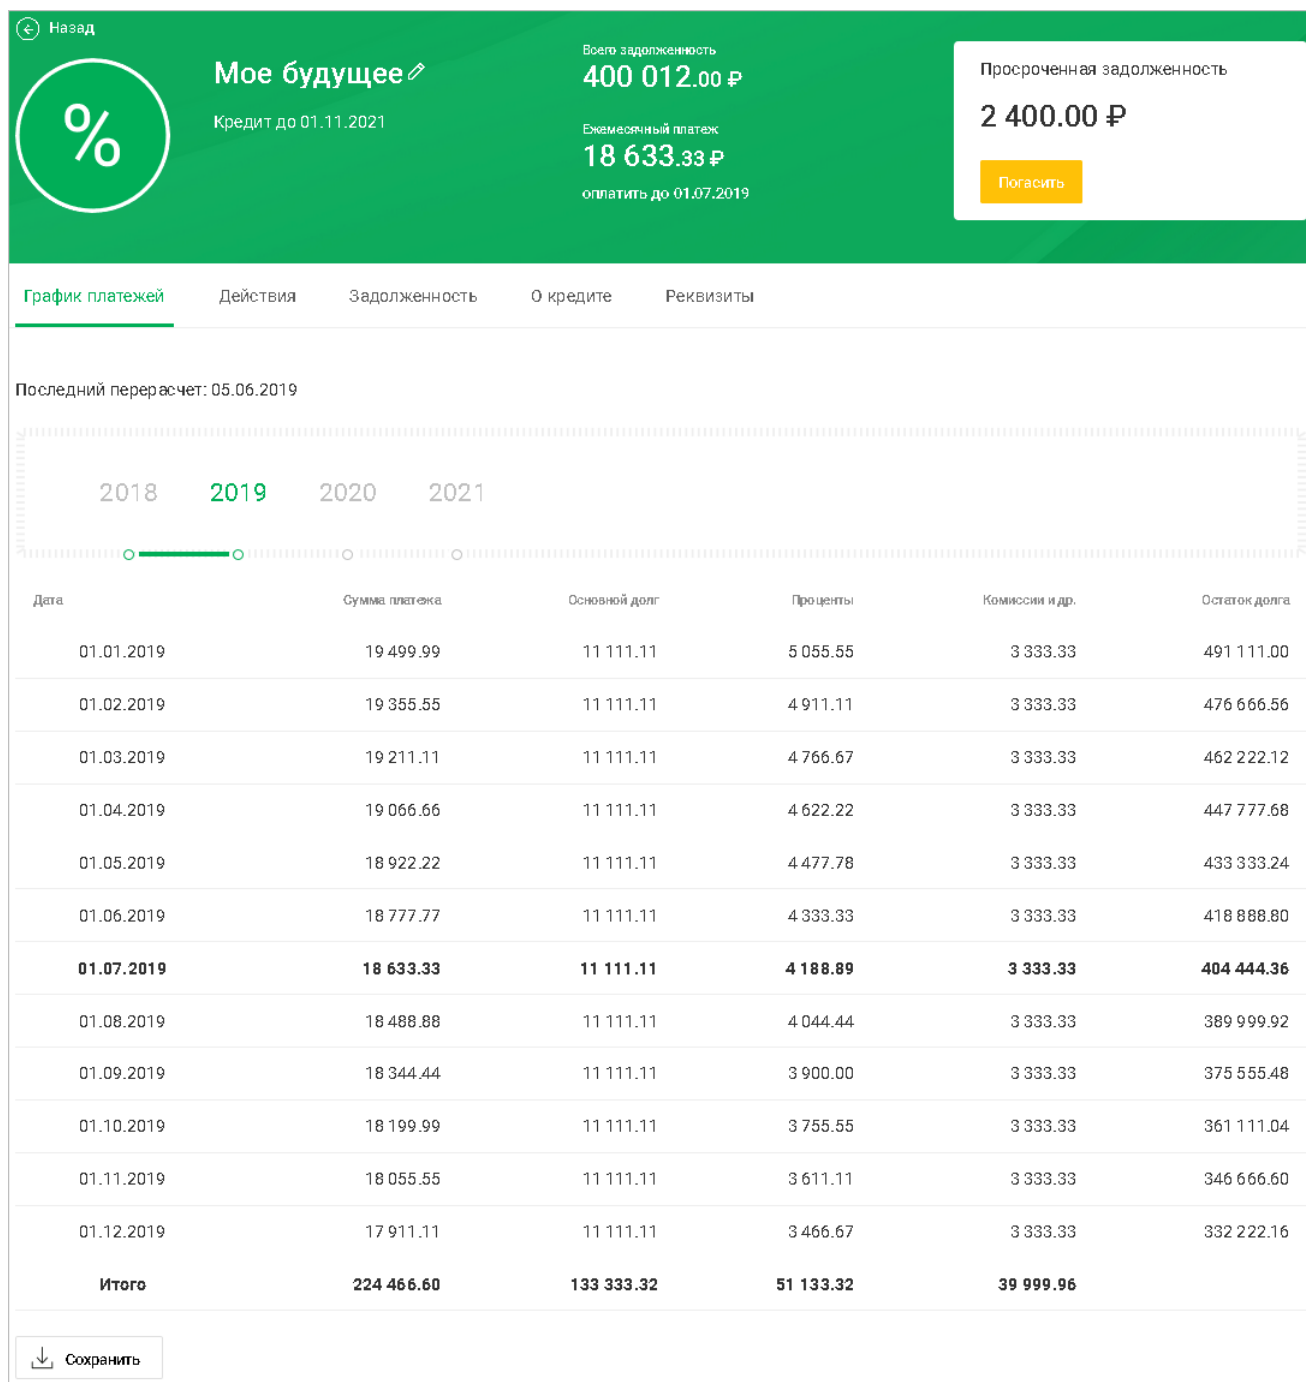 Назад
%
Мое будущее
Кредит до 01.11.2021
Всего задолженность
400 012.00 ₽
Ежемесячный платеж
18 633.33 ₽
оплатить до 01.07.2019
Просроченная задолженность
2 400.00 ₽
Погасить
График платежей Действия Задолженность О кредите Реквизиты
Последний перерасчет: 05.06.2019
2018 2019 2020 2021
Дата Сумма платежа Основной долг Проценты Комиссии и др. Остаток долга
01.01.2019 19 499.99 11 111.11 5 055.55 3 333.33 491 111.00
01.02.2019 19 355.55 11 111.11 4 911.11 3 333.33 476 666.56
01.03.2019 19 211.11 11 111.11 4 766.67 3 333.33 462 222.12
01.04.2019 19 066.66 11 111.11 4 622.22 3 333.33 447 777.68
01.05.2019 18 922.22 11 111.11 4 477.78 3 333.33 433 333.24
01.06.2019 18 777.77 11 111.11 4 333.33 3 333.33 418 888.80
01.07.2019 18 633.33 11 111.11 4 188.89 3 333.33 404 444.36
01.08.2019 18 488.88 11 111.11 4 044.44 3 333.33 389 999.92
01.09.2019 18 344.44 11 111.11 3 900.00 3 333.33 375 555.48
01.10.2019 18 199.99 11 111.11 3 755.55 3 333.33 361 111.04
01.11.2019 18 055.55 11 111.11 3 611.11 3 333.33 346 666.60
01.12.2019 17 911.11 11 111.11 3 466.67 3 333.33 332 222.16
Итого 224 466.60 133 333.32 51 133.32 39 999.96
Сохранить